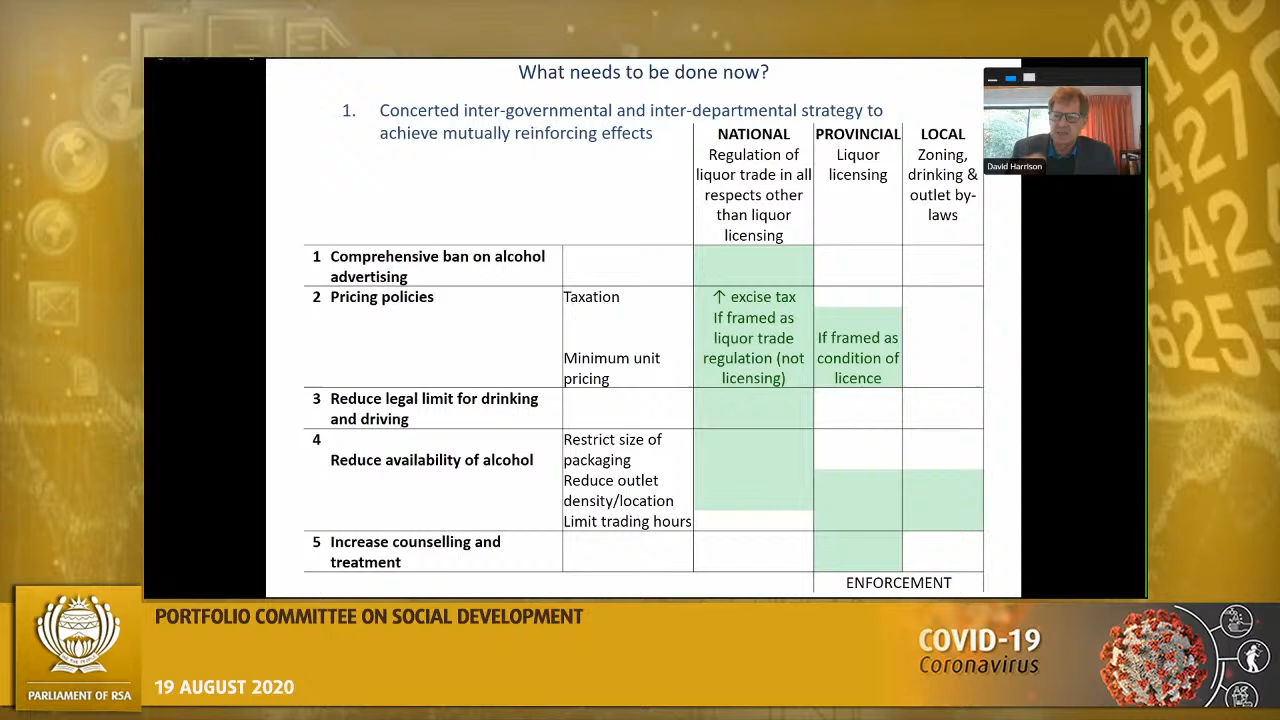 What needs to be done now?
1. Concerted inter-governmental and inter-departmental strategy to
achieve mutually reinforcing effects
NATIONAL
Regulation of
liquor trade in all
respects other
than liquor
licensing
PROVINCIAL
Liquor
licensing
LOCAL
Zoning,
drinking &
outlet by-
laws
David Harrison
1 Comprehensive ban on alcohol
advertising
2 Pricing policies
Taxation
Minimum unit
pricing
↑ excise tax
If framed as
liquor trade
regulation (not
licensing)
If framed as
condition of
licence
3 Reduce legal limit for drinking
and driving
4
Reduce availability of alcohol
Restrict size of
packaging
Reduce outlet
density/location
Limit trading hours
5 Increase counselling and
treatment
ENFORCEMENT
PORTFOLIO COMMITTEE ON SOCIAL DEVELOPMENT
19 AUGUST 2020
PARLIAMENT OF RSA
COVID-19
Coronavirus